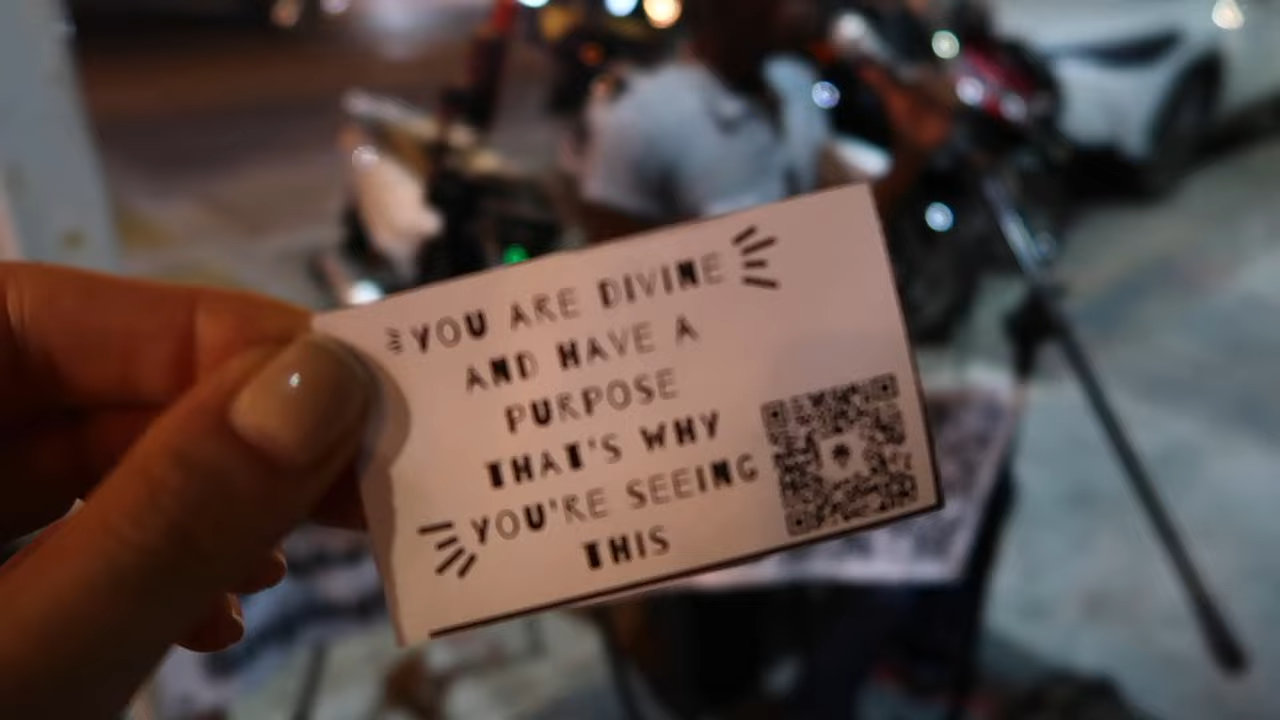 YOU ARE DIVINE
AND HAVE A
PURPOSE
THAT'S WHY
YOU'RE SEEING
THIS